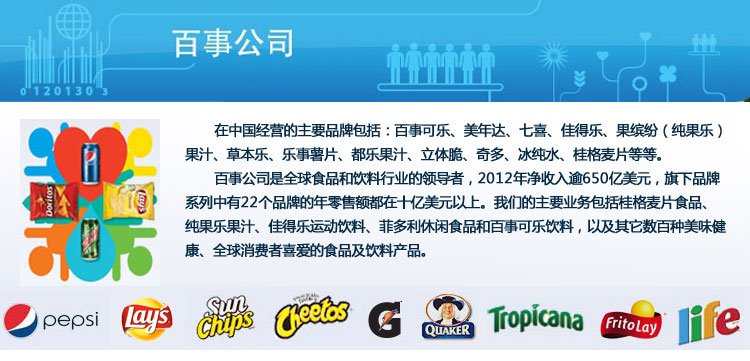 百事公司
0 1 2 0 1 3 0 3
在中国经营的主要品牌包括：百事可乐、美年达、七喜、佳得乐、果缤纷（纯果乐）
果汁、草本乐、乐事薯片、都乐果汁、立体脆、奇多、冰纯水、桂格麦片等等。
百事公司是全球食品和饮料行业的领导者，2012年净收入逾650亿美元，旗下品牌
系列中有22个品牌的年零售额都在十亿美元以上。我们的主要业务包括桂格麦片食品、
纯果乐果汁、佳得乐运动饮料、菲多利休闲食品和百事可乐饮料，以及其它数百种美味健
康、全球消费者喜爱的食品及饮料产品。
pepsi
Doritos
Lay's
pepsi
Lay's
Sun Chips
Cheetos
G
QUAKER
Tropicana
FritoLay
life